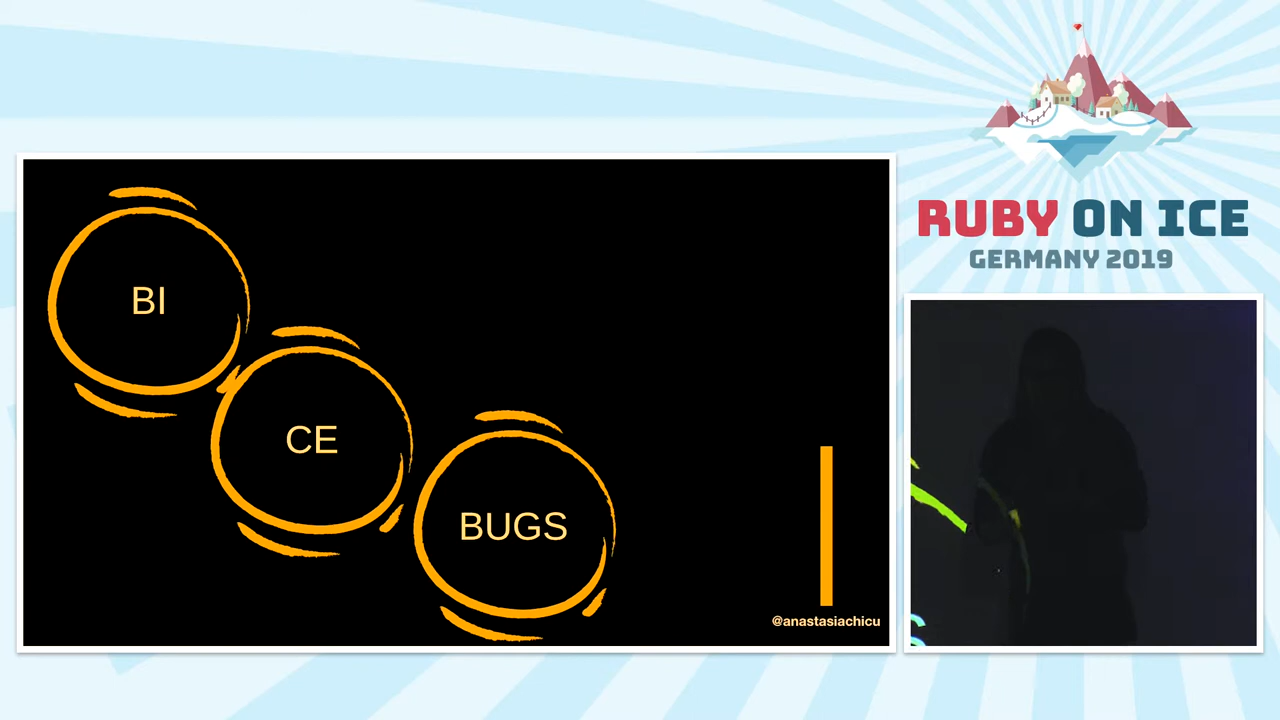 BI
CE
BUGS
@anastasiachicu
RUBY ON ICE
GERMANY 2019